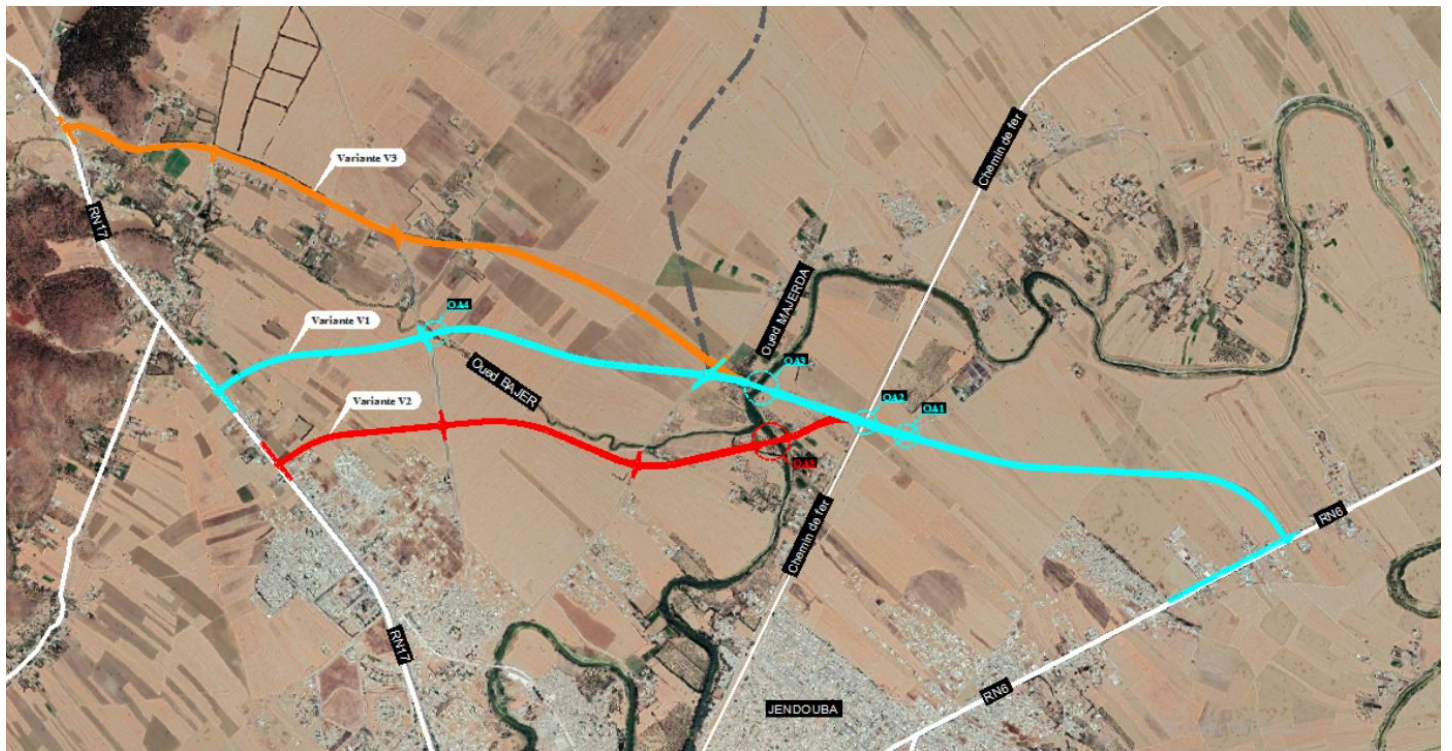 Variante V3
RN17
Chemin de fer
Oued MAJERDA
OA4
Variante V1
Oued BAJER
OA3
Variante V2
OA2
OA1
OA3
RN6
Chemin de fer
RN17
RN6
JENDOUBA